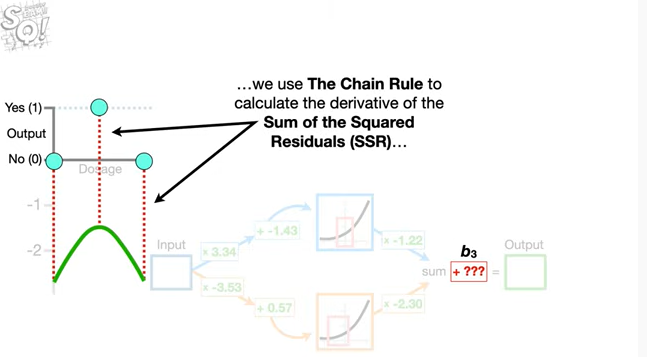 SQ!
…we use The Chain Rule to
calculate the derivative of the
Sum of the Squared
Residuals (SSR)…
Yes (1)
Output
No (0)
Dosage
-1
-2
Input
x 3.34
+ -1.43
x -1.22
x -3.53
+ 0.57
x -2.30
b3
sum + ??? =
Output